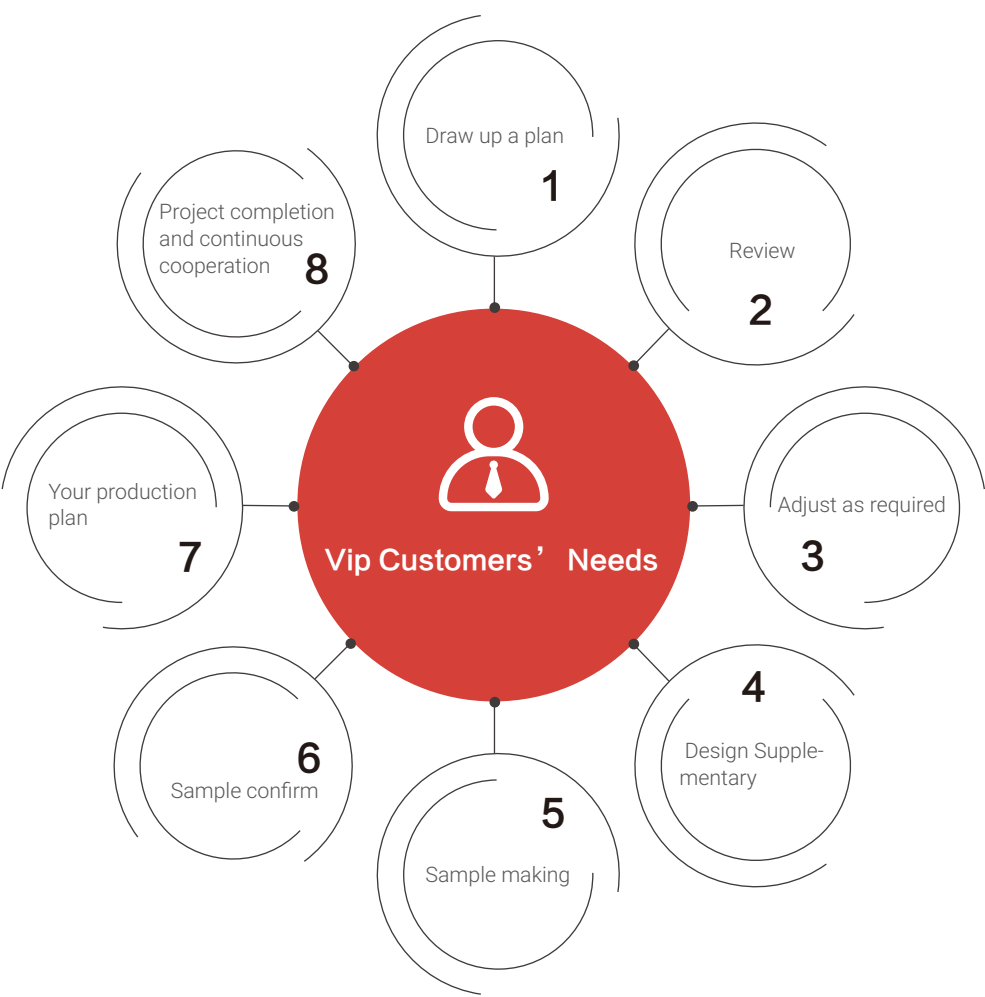 Draw up a plan
1
Review
2
Adjust as required
3
4
Design Supple-
mentary
5
Sample making
6
Sample confirm
Your production
plan
7
Project completion
and continuous
cooperation
8
Vip Customers’ Needs